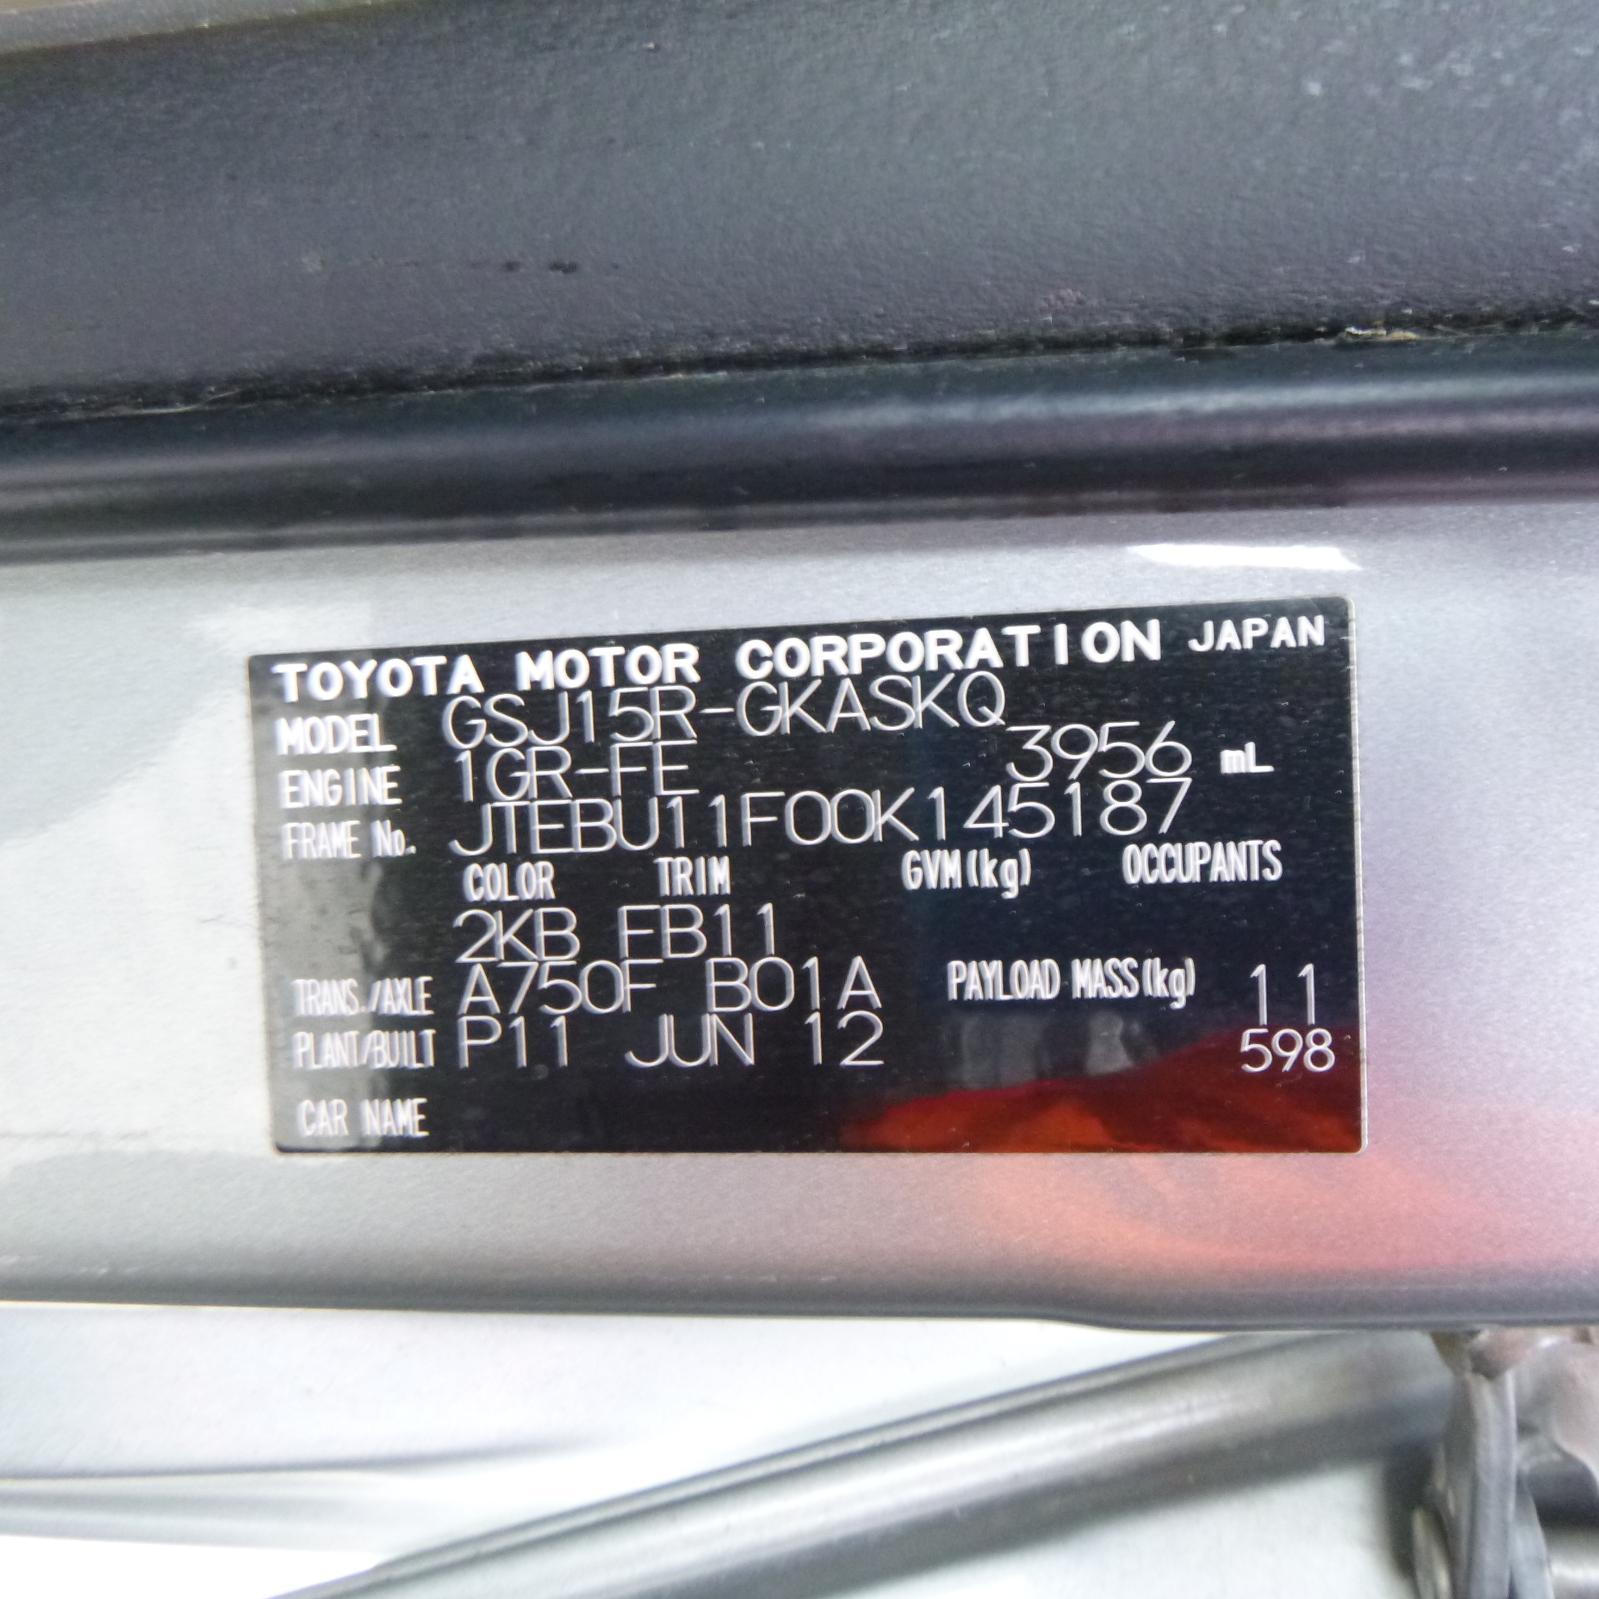 TOYOTA MOTOR CORPORATION JAPAN
MODEL GSJ15R-GKASKQ
ENGINE 1GR-FE 3956 mL
FRAME No. JTEBU11F00K145187
COLOR TRIM GVM(kg) OCCUPANTS
2KB FB11
TRANS./AXLE A750F B01A PAYLOAD MASS(kg) 11
PLANT/BUILT P11 JUN 12 598
CAR NAME